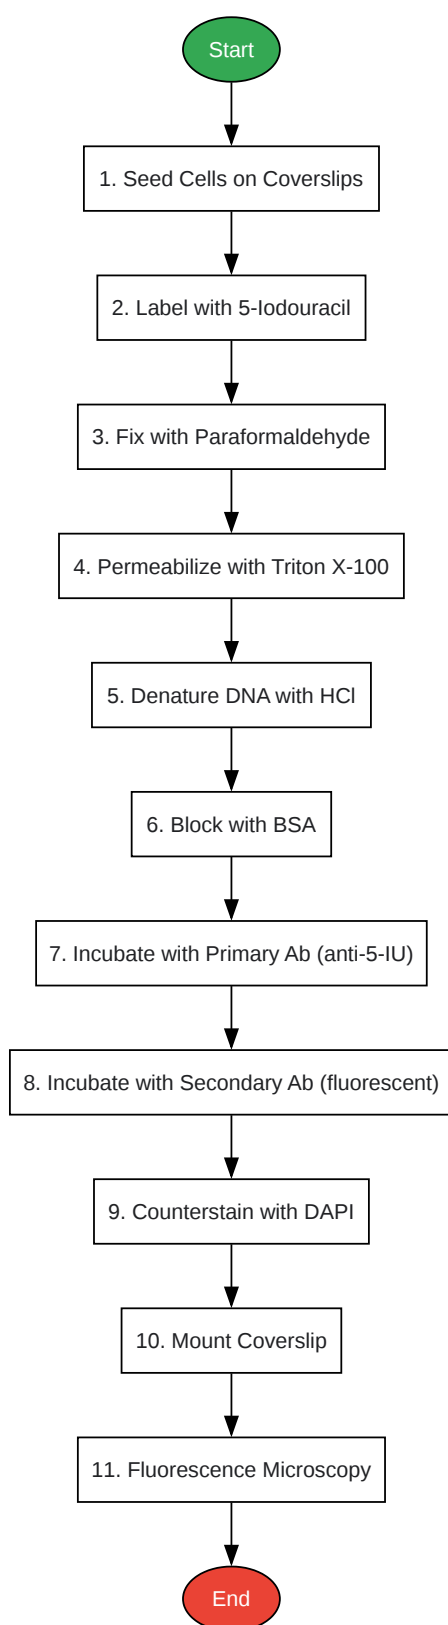 Start
1. Seed Cells on Coverslips
2. Label with 5-Iodouracil
3. Fix with Paraformaldehyde
4. Permeabilize with Triton X-100
5. Denature DNA with HCl
6. Block with BSA
7. Incubate with Primary Ab (anti-5-IU)
8. Incubate with Secondary Ab (fluorescent)
9. Counterstain with DAPI
10. Mount Coverslip
11. Fluorescence Microscopy
End